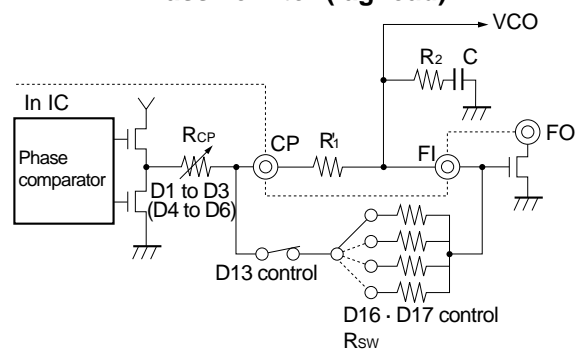 VCO
R2 C
In IC
RCP
CP
R'1
FI
FO
Phase
comparator
D1 to D3
(D4 to D6)
D13 control
D16 · D17 control
RSW